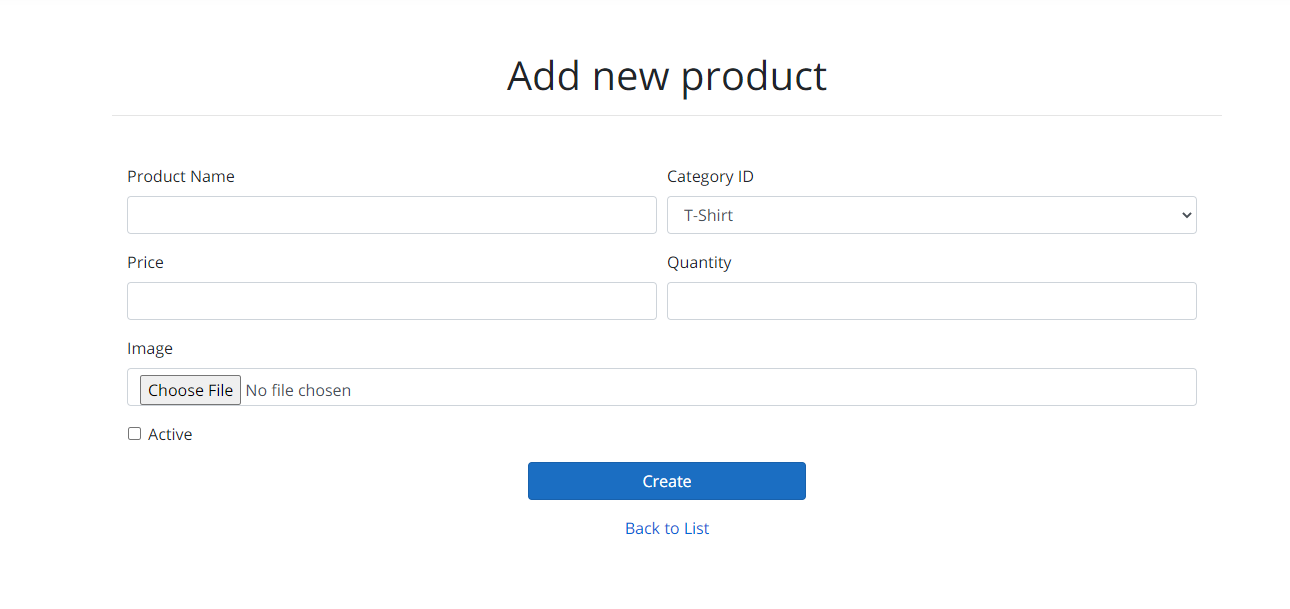 Add new product
Product Name
Category ID
T-Shirt
Price
Quantity
Image
Choose File No file chosen
Active
Create
Back to List